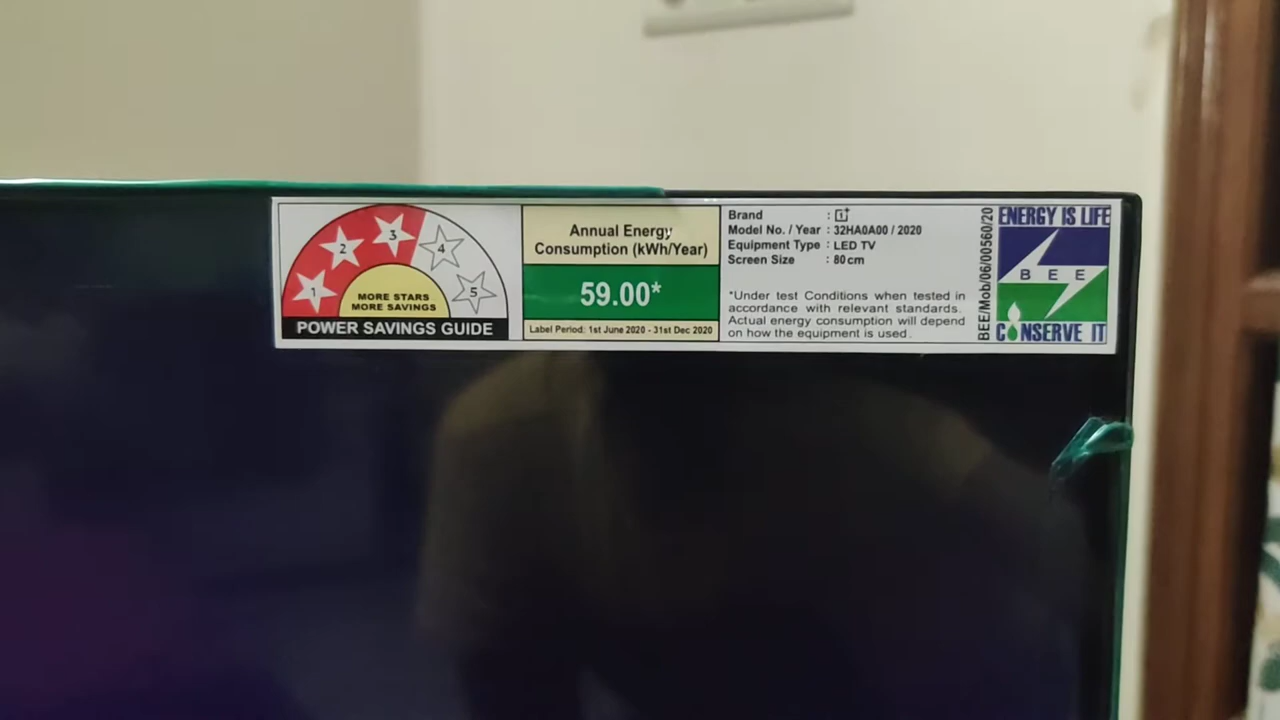 1
2
3
4
5
MORE STARS
MORE SAVINGS
POWER SAVINGS GUIDE
Annual Energy
Consumption (kWh/Year)
59.00*
Label Period: 1st June 2020 - 31st Dec 2020
Brand :
Model No. / Year : 32HA0A00 / 2020
Equipment Type : LED TV
Screen Size : 80cm
*Under test Conditions when tested in
accordance with relevant standards.
Actual energy consumption will depend
on how the equipment is used.
BEE/Mob/06/00560/20
ENERGY IS LIFE
BEE
CONSERVE IT